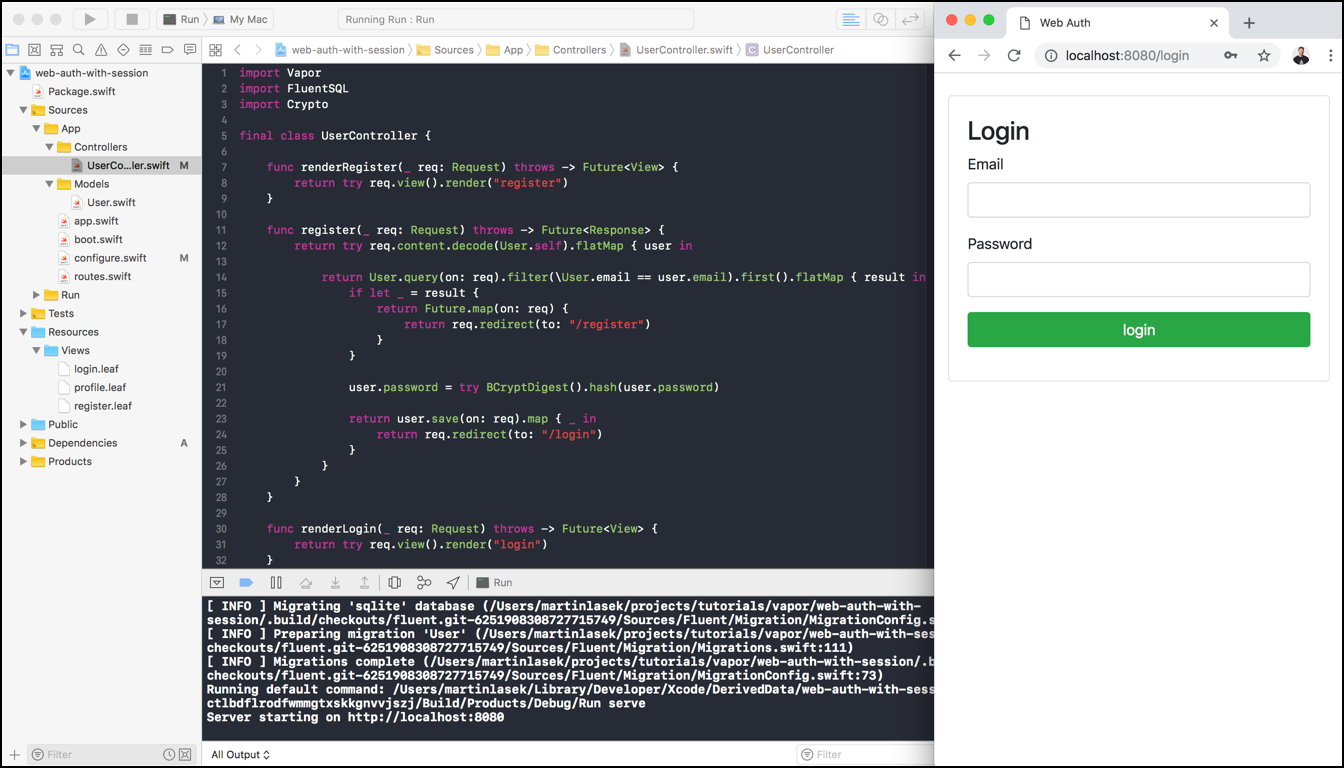 Run
My Mac
Running Run : Run
web-auth-with-session
Sources
App
Controllers
UserController.swift
C
UserController
web-auth-with-session
Package.swift
Sources
App
Controllers
UserCo...ler.swift M
Models
User.swift
app.swift
boot.swift
configure.swift M
routes.swift
Run
Tests
Resources
Views
login.leaf
profile.leaf
register.leaf
Public
Dependencies A
Products
Filter
1 import Vapor
2 import FluentSQL
3 import Crypto
4
5 final class UserController {
6
7 func renderRegister(_ req: Request) throws -> Future<View> {
8 return try req.view().render("register")
9 }
10
11 func register(_ req: Request) throws -> Future<Response> {
12 return try req.content.decode(User.self).flatMap { user in
13
14 return User.query(on: req).filter(\User.email == user.email).first().flatMap { result in
15 if let _ = result {
16 return Future.map(on: req) {
17 return req.redirect(to: "/register")
18 }
19 }
20
21 user.password = try BCryptDigest().hash(user.password)
22
23 return user.save(on: req).map { _ in
24 return req.redirect(to: "/login")
25 }
26 }
27 }
28 }
29
30 func renderLogin(_ req: Request) throws -> Future<View> {
31 return try req.view().render("login")
32 }
Run
[ INFO ] Migrating 'sqlite' database (/Users/martinlasek/projects/tutorials/vapor/web-auth-with-
session/.build/checkouts/fluent.git-6251908308727715749/Sources/Fluent/Migration/MigrationConfig.s
[ INFO ] Preparing migration 'User' (/Users/martinlasek/projects/tutorials/vapor/web-auth-with-ses
checkouts/fluent.git-6251908308727715749/Sources/Fluent/Migration/Migrations.swift:111)
[ INFO ] Migrations complete (/Users/martinlasek/projects/tutorials/vapor/web-auth-with-session/.b
checkouts/fluent.git-6251908308727715749/Sources/Fluent/Migration/MigrationConfig.swift:73)
Running default command: /Users/martinlasek/Library/Developer/Xcode/DerivedData/web-auth-with-sess
ctlbdflrodfwmmgtxskkgnvvjszj/Build/Products/Debug/Run serve
Server starting on http://localhost:8080
All Output
Filter
Web Auth
localhost:8080/login
Login
Email
Password
login